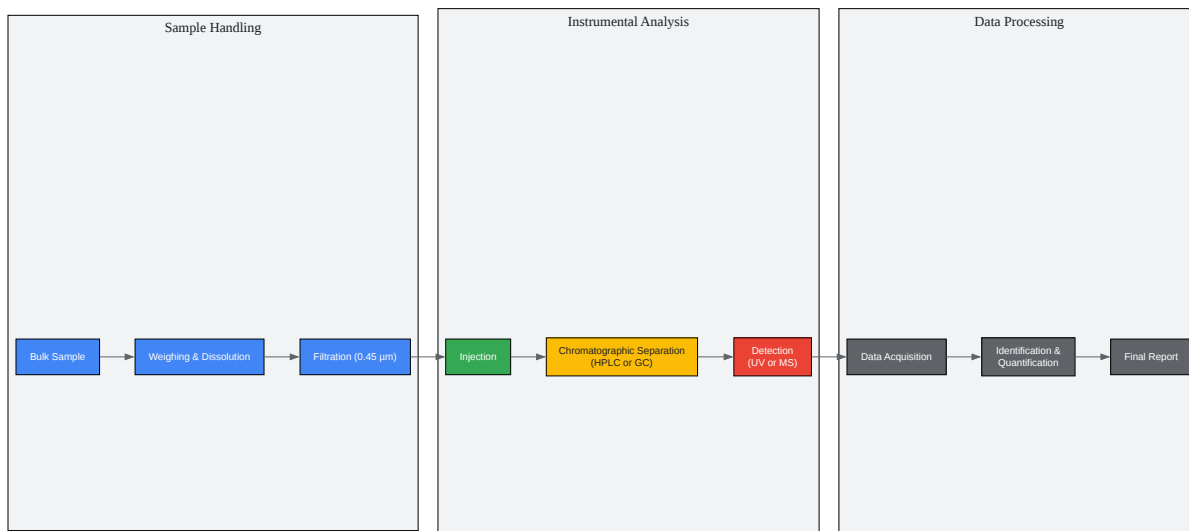 Sample Handling
Instrumental Analysis
Data Processing
Bulk Sample
Weighing & Dissolution
Filtration (0.45 µm)
Injection
Chromatographic Separation
(HPLC or GC)
Detection
(UV or MS)
Data Acquisition
Identification &
Quantification
Final Report